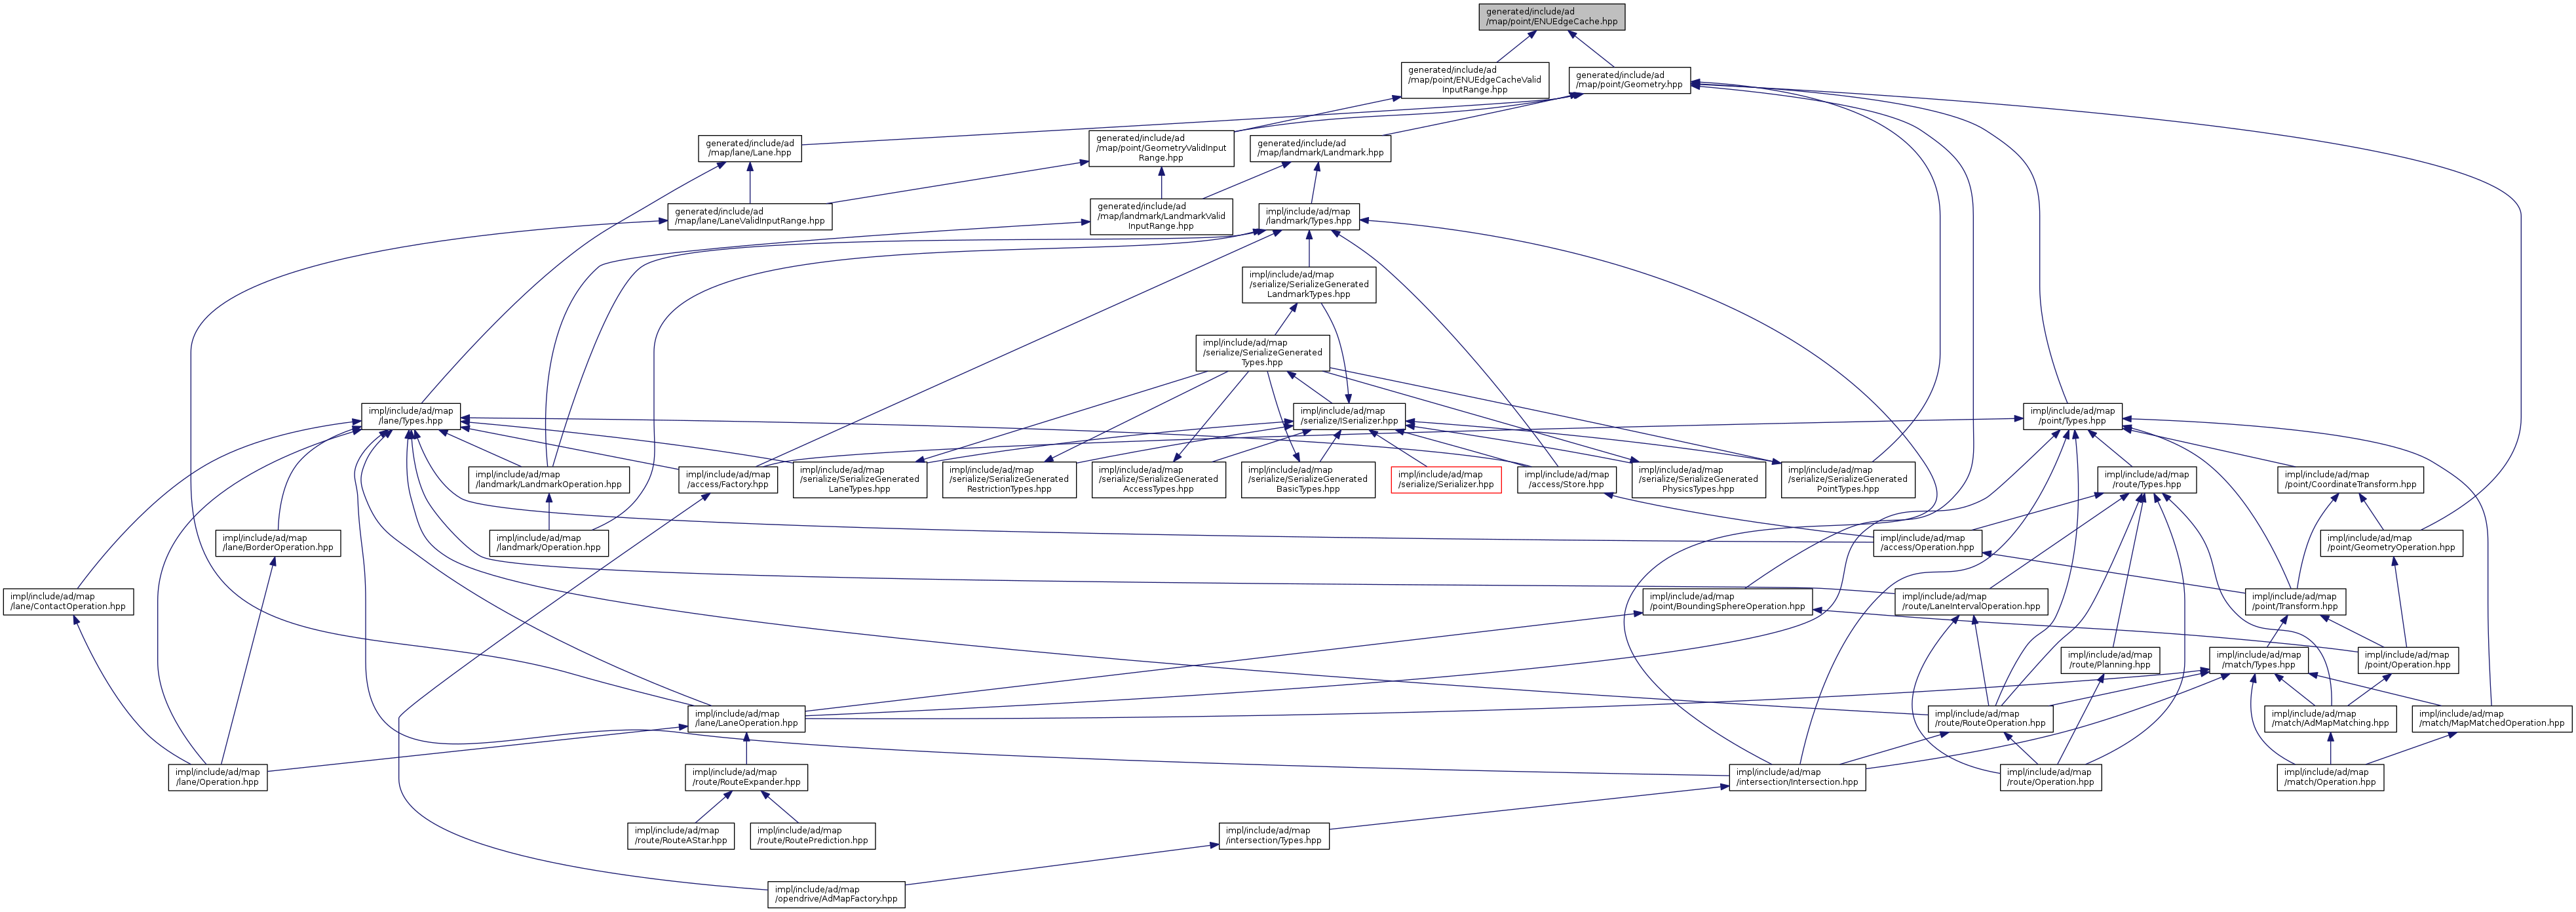 generated/include/ad
/map/point/ENUEdgeCache.hpp
generated/include/ad
/map/point/ENUEdgeCacheValid
InputRange.hpp
generated/include/ad
/map/point/Geometry.hpp
generated/include/ad
/map/lane/Lane.hpp
generated/include/ad
/map/point/GeometryValidInput
Range.hpp
generated/include/ad
/map/landmark/Landmark.hpp
generated/include/ad
/map/lane/LaneValidInputRange.hpp
generated/include/ad
/map/landmark/LandmarkValid
InputRange.hpp
impl/include/ad/map
/landmark/Types.hpp
impl/include/ad/map
/serialize/SerializeGenerated
LandmarkTypes.hpp
impl/include/ad/map
/serialize/SerializeGenerated
Types.hpp
impl/include/ad/map
/lane/Types.hpp
impl/include/ad/map
/serialize/ISerializer.hpp
impl/include/ad/map
/point/Types.hpp
impl/include/ad/map
/landmark/LandmarkOperation.hpp
impl/include/ad/map
/access/Factory.hpp
impl/include/ad/map
/serialize/SerializeGenerated
LaneTypes.hpp
impl/include/ad/map
/serialize/SerializeGenerated
RestrictionTypes.hpp
impl/include/ad/map
/serialize/SerializeGenerated
AccessTypes.hpp
impl/include/ad/map
/serialize/SerializeGenerated
BasicTypes.hpp
impl/include/ad/map
/serialize/Serializer.hpp
impl/include/ad/map
/access/Store.hpp
impl/include/ad/map
/serialize/SerializeGenerated
PhysicsTypes.hpp
impl/include/ad/map
/serialize/SerializeGenerated
PointTypes.hpp
impl/include/ad/map
/route/Types.hpp
impl/include/ad/map
/point/CoordinateTransform.hpp
impl/include/ad/map
/lane/BorderOperation.hpp
impl/include/ad/map
/landmark/Operation.hpp
impl/include/ad/map
/access/Operation.hpp
impl/include/ad/map
/point/GeometryOperation.hpp
impl/include/ad/map
/lane/ContactOperation.hpp
impl/include/ad/map
/point/BoundingSphereOperation.hpp
impl/include/ad/map
/route/LaneIntervalOperation.hpp
impl/include/ad/map
/point/Transform.hpp
impl/include/ad/map
/route/Planning.hpp
impl/include/ad/map
/match/Types.hpp
impl/include/ad/map
/point/Operation.hpp
impl/include/ad/map
/lane/LaneOperation.hpp
impl/include/ad/map
/route/RouteOperation.hpp
impl/include/ad/map
/match/AdMapMatching.hpp
impl/include/ad/map
/match/MapMatchedOperation.hpp
impl/include/ad/map
/lane/Operation.hpp
impl/include/ad/map
/route/RouteExpander.hpp
impl/include/ad/map
/intersection/Intersection.hpp
impl/include/ad/map
/route/Operation.hpp
impl/include/ad/map
/match/Operation.hpp
impl/include/ad/map
/route/RouteAStar.hpp
impl/include/ad/map
/route/RoutePrediction.hpp
impl/include/ad/map
/intersection/Types.hpp
impl/include/ad/map
/opendrive/AdMapFactory.hpp